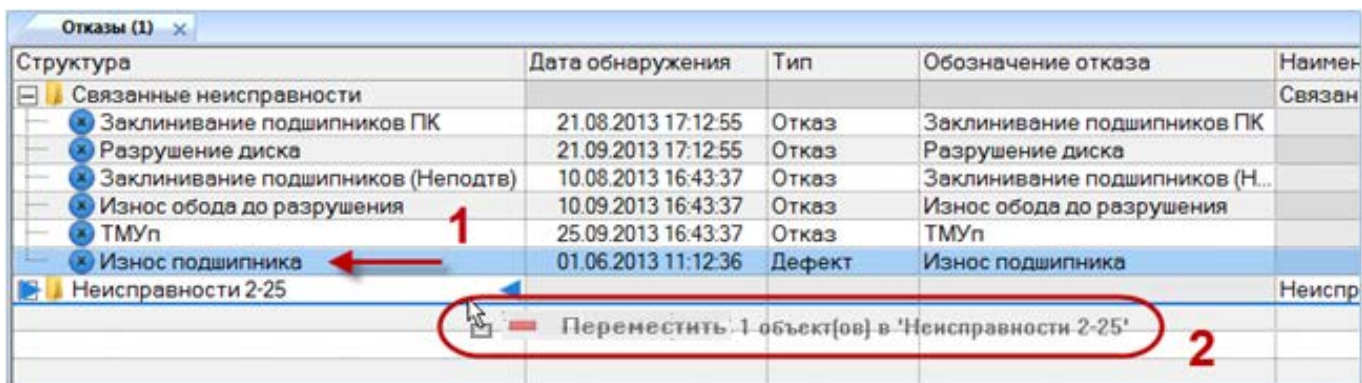 Отказы (1)
Структура Дата обнаружения Тип Обозначение отказа Наимен
Связанные неисправности Связан
Заклинивание подшипников ПК 21.08.2013 17:12:55 Отказ Заклинивание подшипников ПК
Разрушение диска 21.09.2013 17:12:55 Отказ Разрушение диска
Заклинивание подшипников (Неподтв) 10.08.2013 16:43:37 Отказ Заклинивание подшипников (Н...
Износ обода до разрушения 10.09.2013 16:43:37 Отказ Износ обода до разрушения
1
ТМУп 25.09.2013 16:43:37 Отказ ТМУп
Износ подшипника 01.06.2013 11:12:36 Дефект Износ подшипника
Неисправности 2-25 Неиспр
Переместить 1 объект(ов) в 'Неисправности 2-25'
2